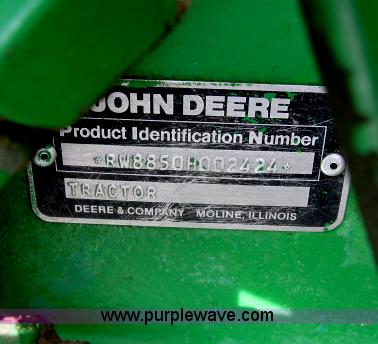 JOHN DEERE
Product Identification Number
*RW8850H002424*
TRACTOR
DEERE & COMPANY MOLINE, ILLINOIS
www.purplewave.com